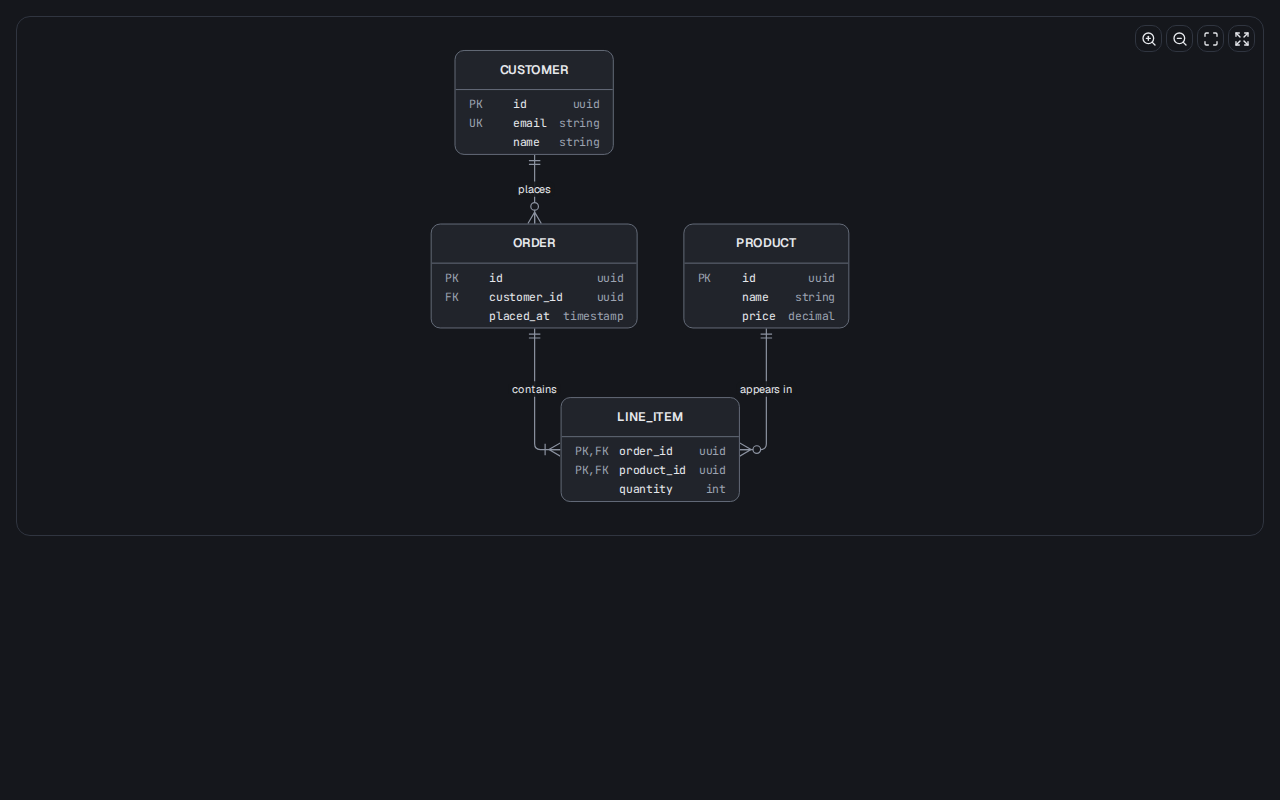 CUSTOMER
PK id uuid
UK email string
name string
places
ORDER
PK id uuid
FK customer_id uuid
placed_at timestamp
PRODUCT
PK id uuid
name string
price decimal
contains
appears in
LINE_ITEM
PK,FK order_id uuid
PK,FK product_id uuid
quantity int